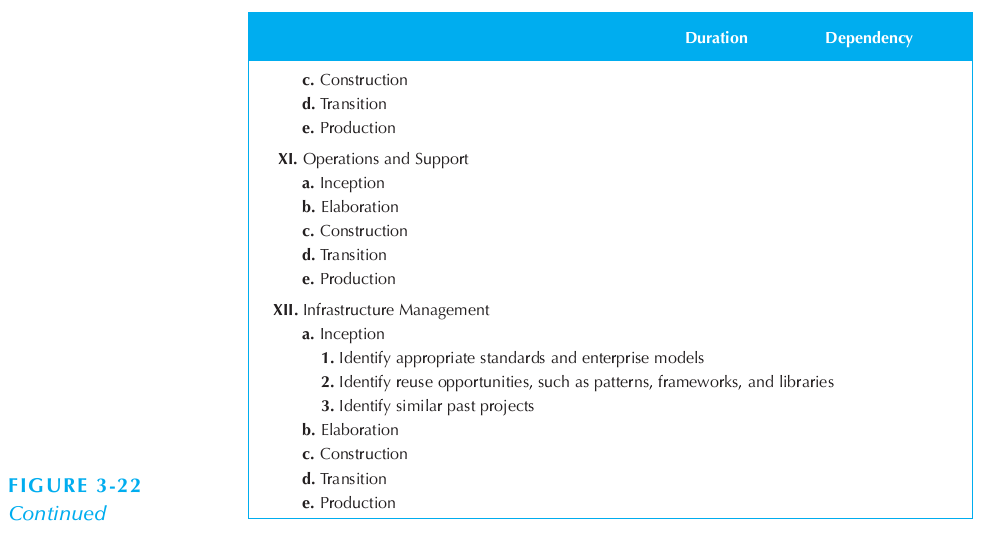 Duration Dependency
c. Construction
d. Transition
e. Production
XI. Operations and Support
a. Inception
b. Elaboration
c. Construction
d. Transition
e. Production
XII. Infrastructure Management
a. Inception
1. Identify appropriate standards and enterprise models
2. Identify reuse opportunities, such as patterns, frameworks, and libraries
3. Identify similar past projects
b. Elaboration
c. Construction
d. Transition
e. Production
FIGURE 3-22
Continued